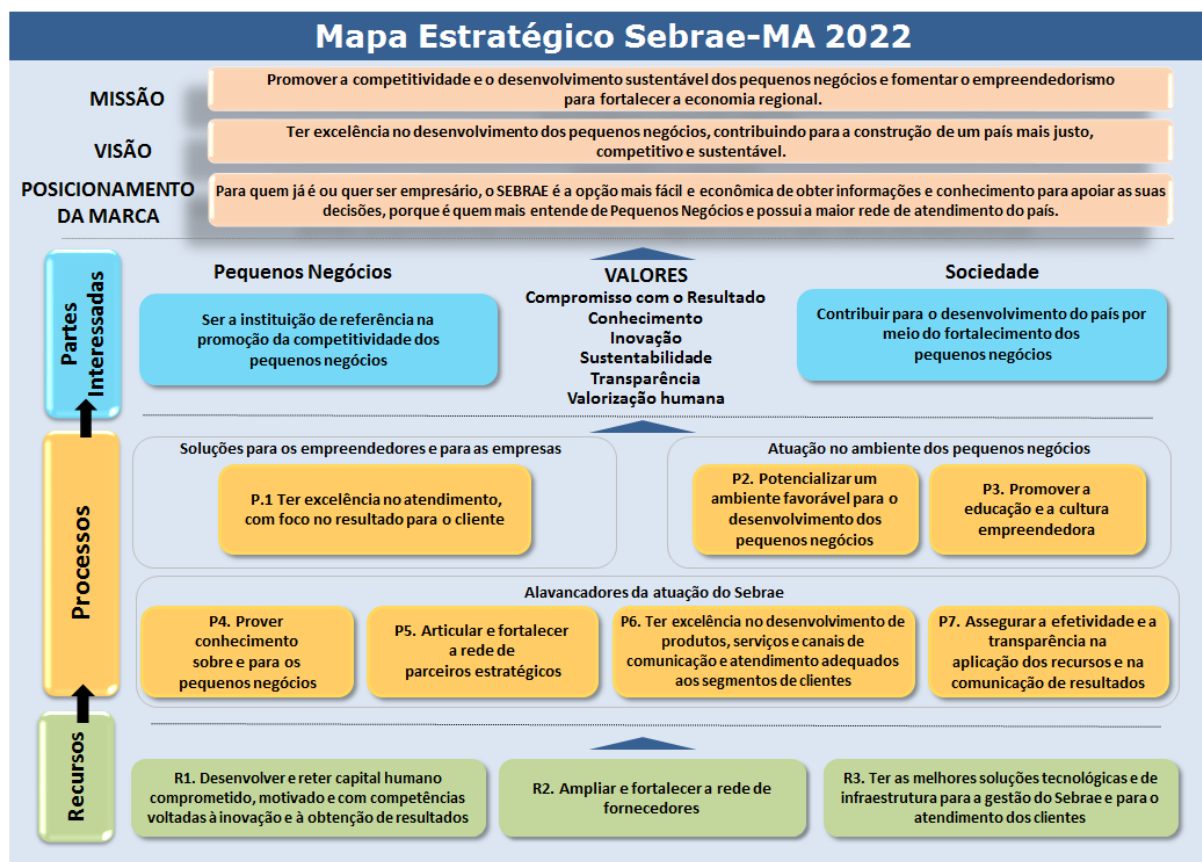 Mapa Estratégico Sebrae-MA 2022
MISSÃO
Promover a competitividade e o desenvolvimento sustentável dos pequenos negócios e fomentar o empreendedorismo
para fortalecer a economia regional.
VISÃO
Ter excelência no desenvolvimento dos pequenos negócios, contribuindo para a construção de um país mais justo,
competitivo e sustentável.
POSICIONAMENTO
DA MARCA
Para quem já é ou quer ser empresário, o SEBRAE é a opção mais fácil e econômica de obter informações e conhecimento para apoiar as suas
decisões, porque é quem mais entende de Pequenos Negócios e possui a maior rede de atendimento do país.
Partes
Interessadas
Pequenos Negócios
Ser a instituição de referência na
promoção da competitividade dos
pequenos negócios
VALORES
Compromisso com o Resultado
Conhecimento
Inovação
Sustentabilidade
Transparência
Valorização humana
Sociedade
Contribuir para o desenvolvimento do país por
meio do fortalecimento dos
pequenos negócios
Processos
Soluções para os empreendedores e para as empresas
P.1 Ter excelência no atendimento,
com foco no resultado para o cliente
Atuação no ambiente dos pequenos negócios
P2. Potencializar um
ambiente favorável para o
desenvolvimento dos
pequenos negócios
P3. Promover a
educação e a cultura
empreendedora
Alavancadores da atuação do Sebrae
P4. Prover
conhecimento
sobre e para os
pequenos negócios
P5. Articular e fortalecer
a rede de
parceiros estratégicos
P6. Ter excelência no desenvolvimento de
produtos, serviços e canais de
comunicação e atendimento adequados
aos segmentos de clientes
P7. Assegurar a efetividade e a
transparência na
aplicação dos recursos e na
comunicação de resultados
Recursos
R1. Desenvolver e reter capital humano
comprometido, motivado e com competências
voltadas à inovação e à obtenção de resultados
R2. Ampliar e fortalecer a rede de
fornecedores
R3. Ter as melhores soluções tecnológicas e de
infraestrutura para a gestão do Sebrae e para o
atendimento dos clientes